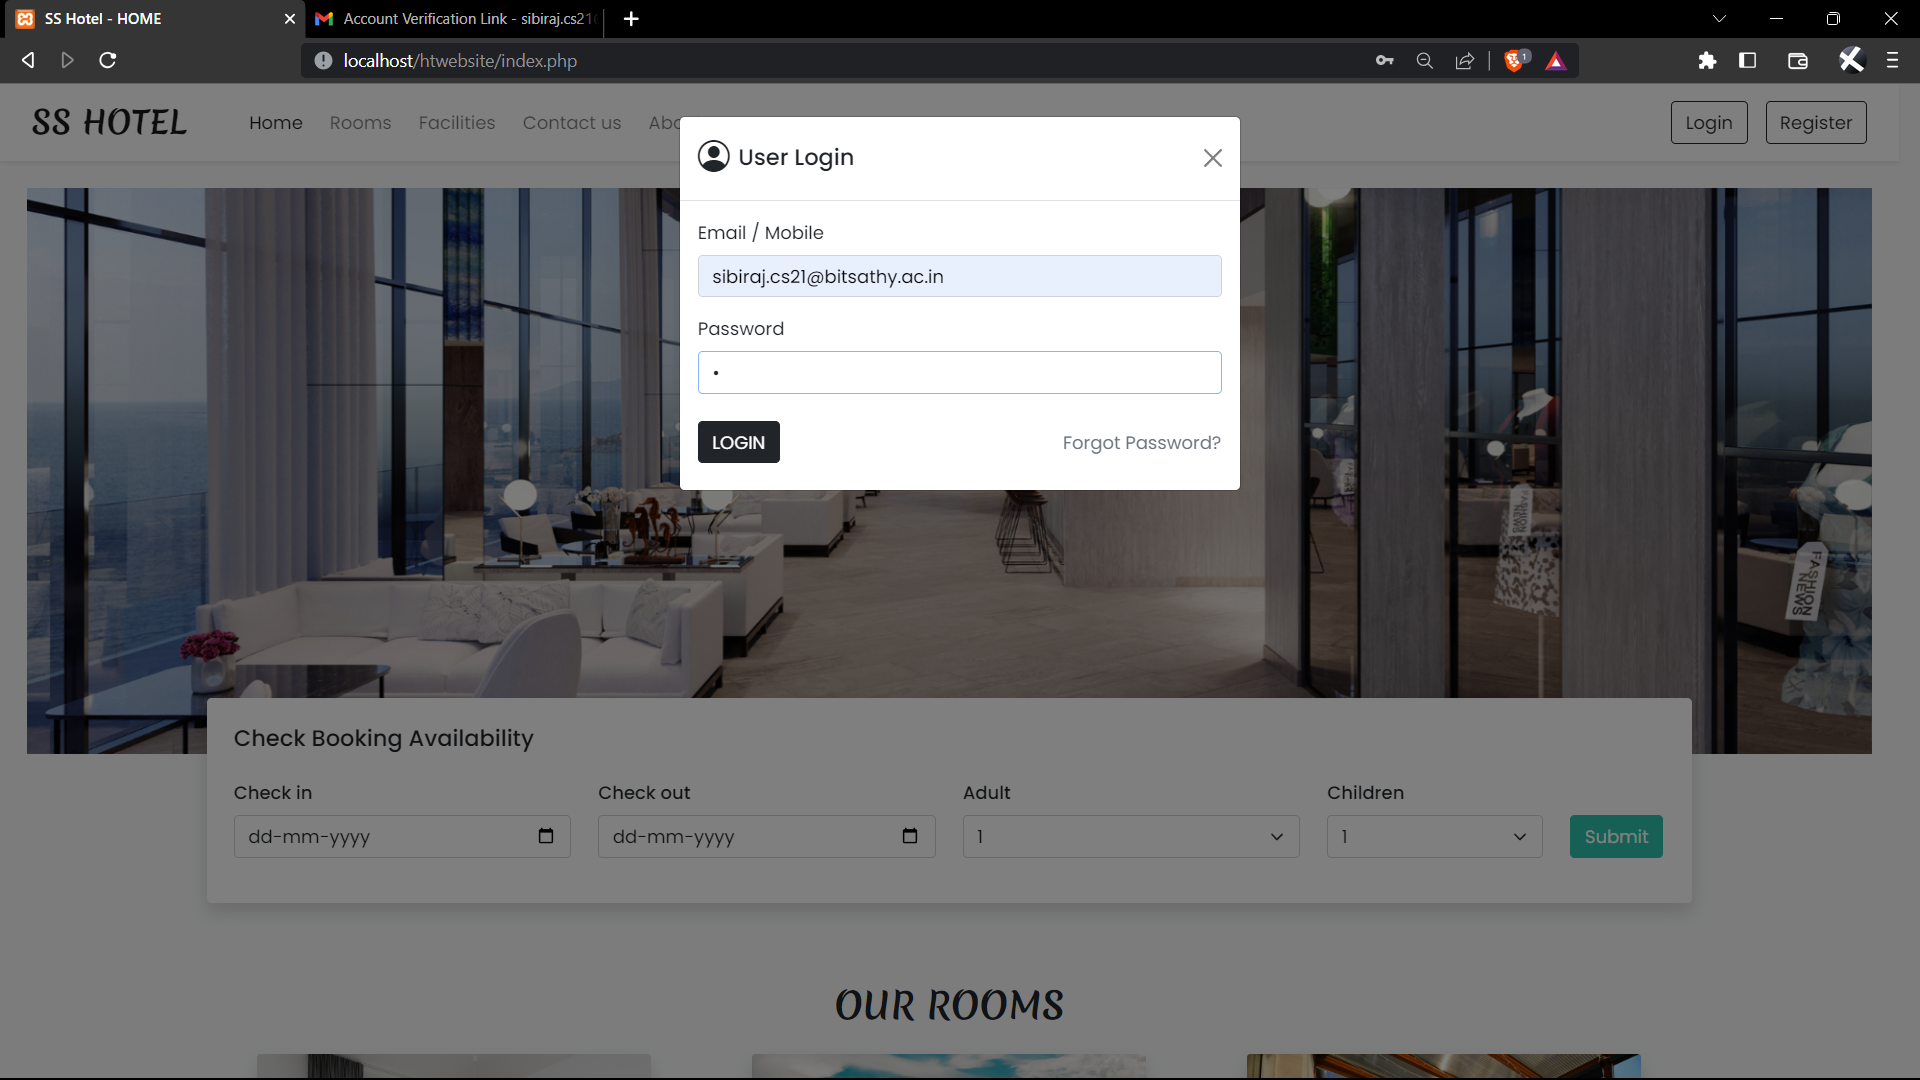 SS Hotel - HOME
Account Verification Link - sibiraj.cs21
localhost/htwebsite/index.php
1
SS HOTEL
Home
Rooms
Facilities
Contact us
Abo
Login
Register
User Login
Email / Mobile
sibiraj.cs21@bitsathy.ac.in
Password
•
LOGIN
Forgot Password?
FASHION NEWS
FASHION NEWS
Check Booking Availability
Check in
Check out
Adult
Children
dd-mm-yyyy
dd-mm-yyyy
1
1
Submit
OUR ROOMS